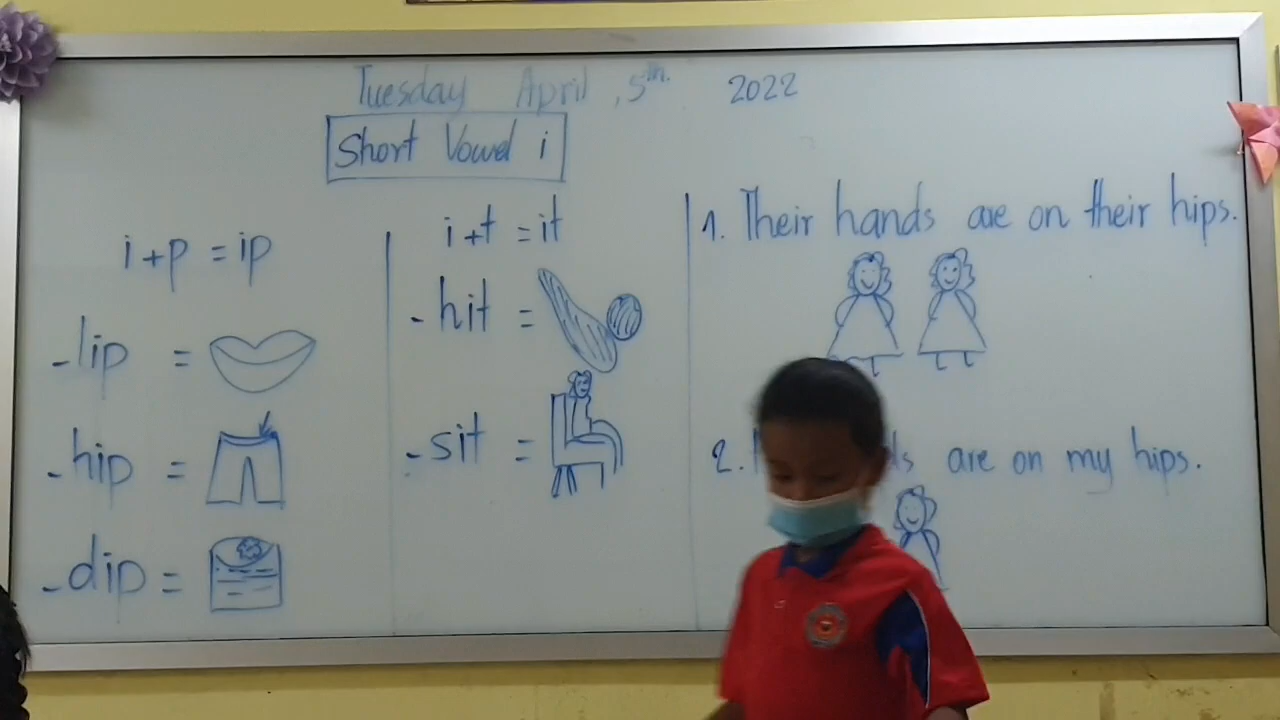 Tuesday April, 5th. 2022
Short Vowel i
i+p = ip
-lip =
-hip =
-dip =
i+t = it
-hit =
-sit =
1. Their hands are on their hips.
2. are on my hips.